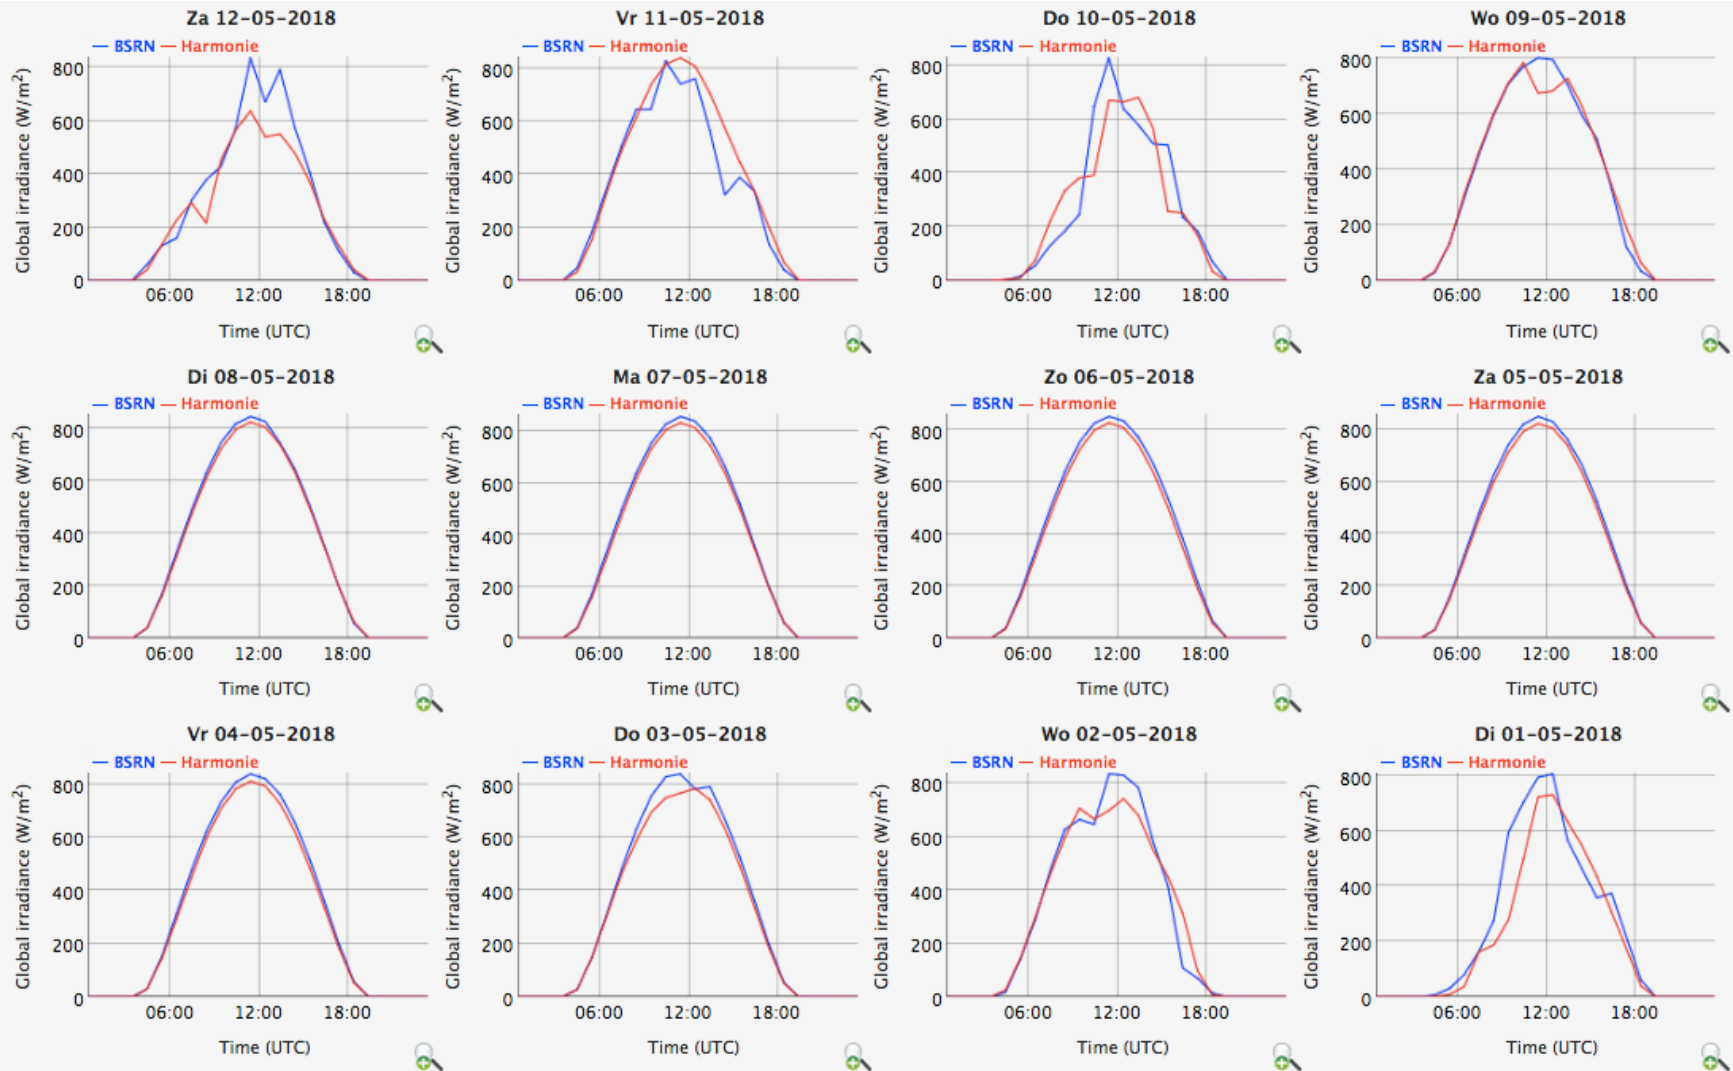 Za 12-05-2018
— BSRN — Harmonie
Global irradiance (W/m²)
800
600
400
200
0
06:00 12:00 18:00
Time (UTC)
Vr 11-05-2018
— BSRN — Harmonie
Global irradiance (W/m²)
800
600
400
200
0
06:00 12:00 18:00
Time (UTC)
Do 10-05-2018
— BSRN — Harmonie
Global irradiance (W/m²)
800
600
400
200
0
06:00 12:00 18:00
Time (UTC)
Wo 09-05-2018
— BSRN — Harmonie
Global irradiance (W/m²)
800
600
400
200
0
06:00 12:00 18:00
Time (UTC)
Di 08-05-2018
— BSRN — Harmonie
Global irradiance (W/m²)
800
600
400
200
0
06:00 12:00 18:00
Time (UTC)
Ma 07-05-2018
— BSRN — Harmonie
Global irradiance (W/m²)
800
600
400
200
0
06:00 12:00 18:00
Time (UTC)
Zo 06-05-2018
— BSRN — Harmonie
Global irradiance (W/m²)
800
600
400
200
0
06:00 12:00 18:00
Time (UTC)
Za 05-05-2018
— BSRN — Harmonie
Global irradiance (W/m²)
800
600
400
200
0
06:00 12:00 18:00
Time (UTC)
Vr 04-05-2018
— BSRN — Harmonie
Global irradiance (W/m²)
800
600
400
200
0
06:00 12:00 18:00
Time (UTC)
Do 03-05-2018
— BSRN — Harmonie
Global irradiance (W/m²)
800
600
400
200
0
06:00 12:00 18:00
Time (UTC)
Wo 02-05-2018
— BSRN — Harmonie
Global irradiance (W/m²)
800
600
400
200
0
06:00 12:00 18:00
Time (UTC)
Di 01-05-2018
— BSRN — Harmonie
Global irradiance (W/m²)
800
600
400
200
0
06:00 12:00 18:00
Time (UTC)